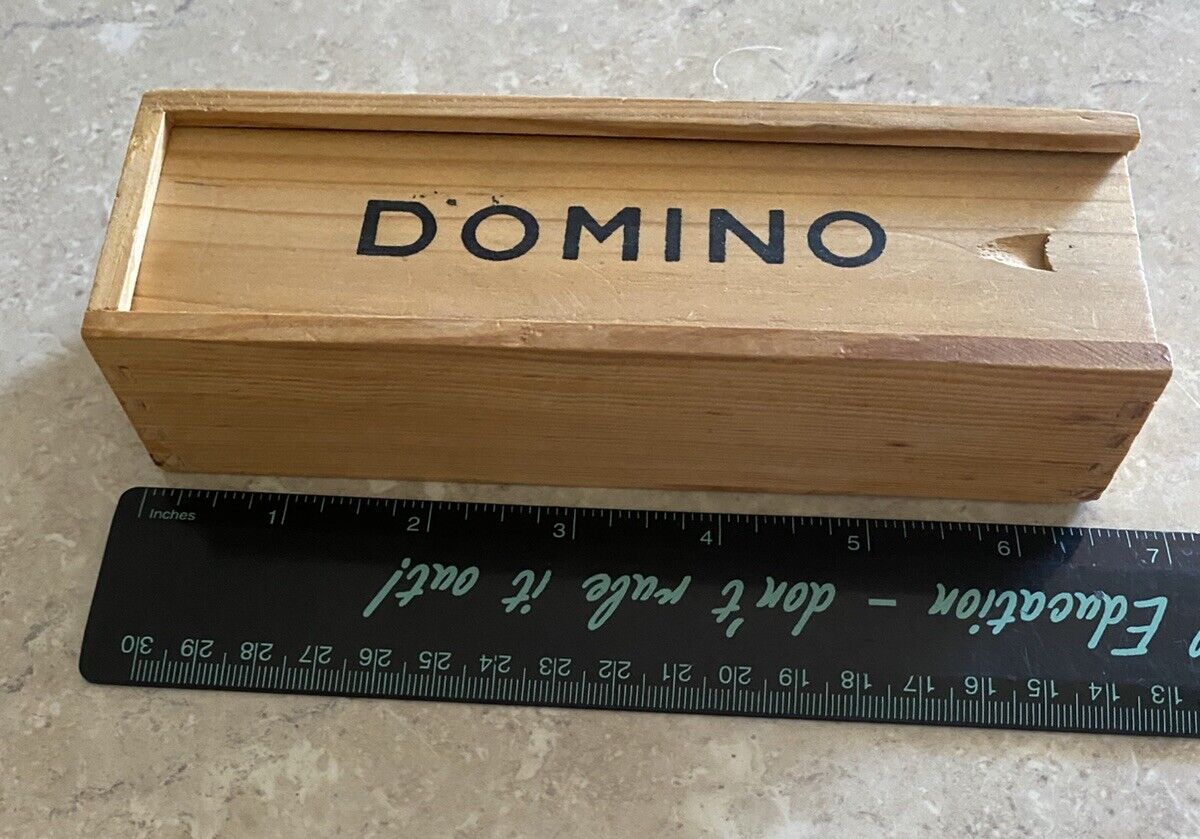 DOMINO
Inches 1 2 3 4 5 6 7
Education – don't rule it out!
30 29 28 27 26 25 24 23 22 21 20 19 18 17 16 15 14 13